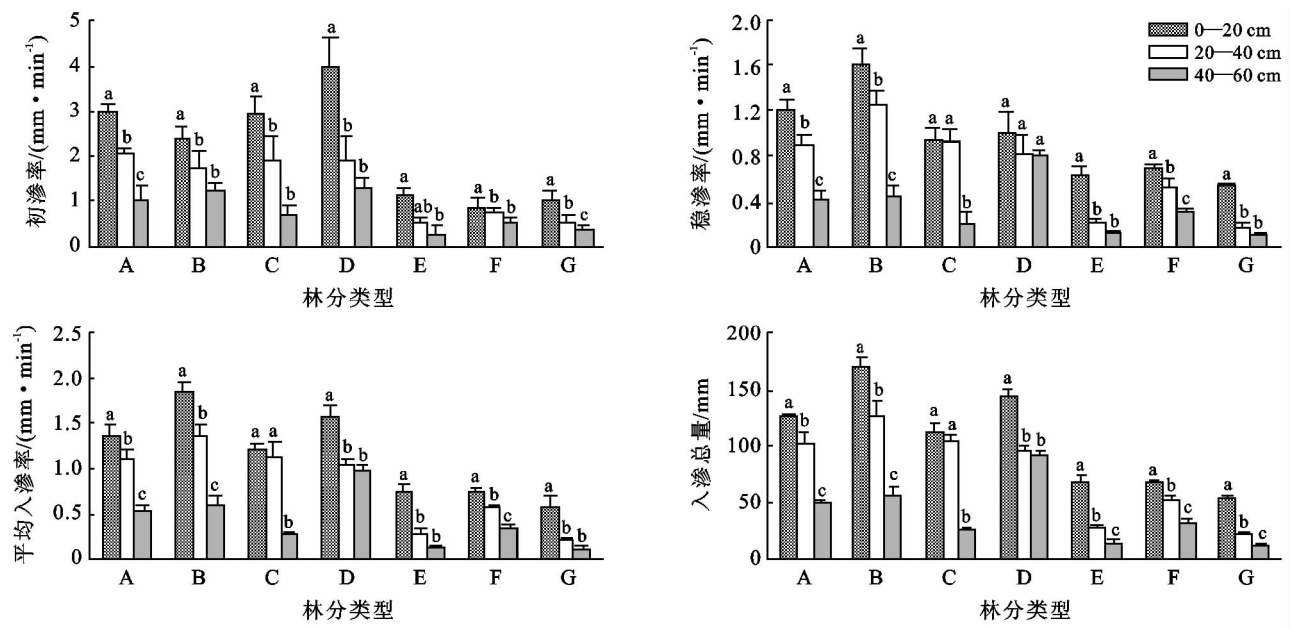 初渗率/(mm·min⁻¹)
5
4
3
2
1
0
a b c a b b a b b a b b a ab b a b b a b c
A B C D E F G
林分类型
稳渗率/(mm·min⁻¹)
2.0
1.6
1.2
0.8
0.4
0
a b c a b c a a b a a a a b b a b c a b b
0—20 cm
20—40 cm
40—60 cm
A B C D E F G
林分类型
平均入渗率/(mm·min⁻¹)
2.5
2.0
1.5
1.0
0.5
0
a b c a b c a a b a b b a b c a b c a b c
A B C D E F G
林分类型
入渗总量/mm
200
150
100
50
0
a b c a b c a a b a b b a b c a b c a b c
A B C D E F G
林分类型